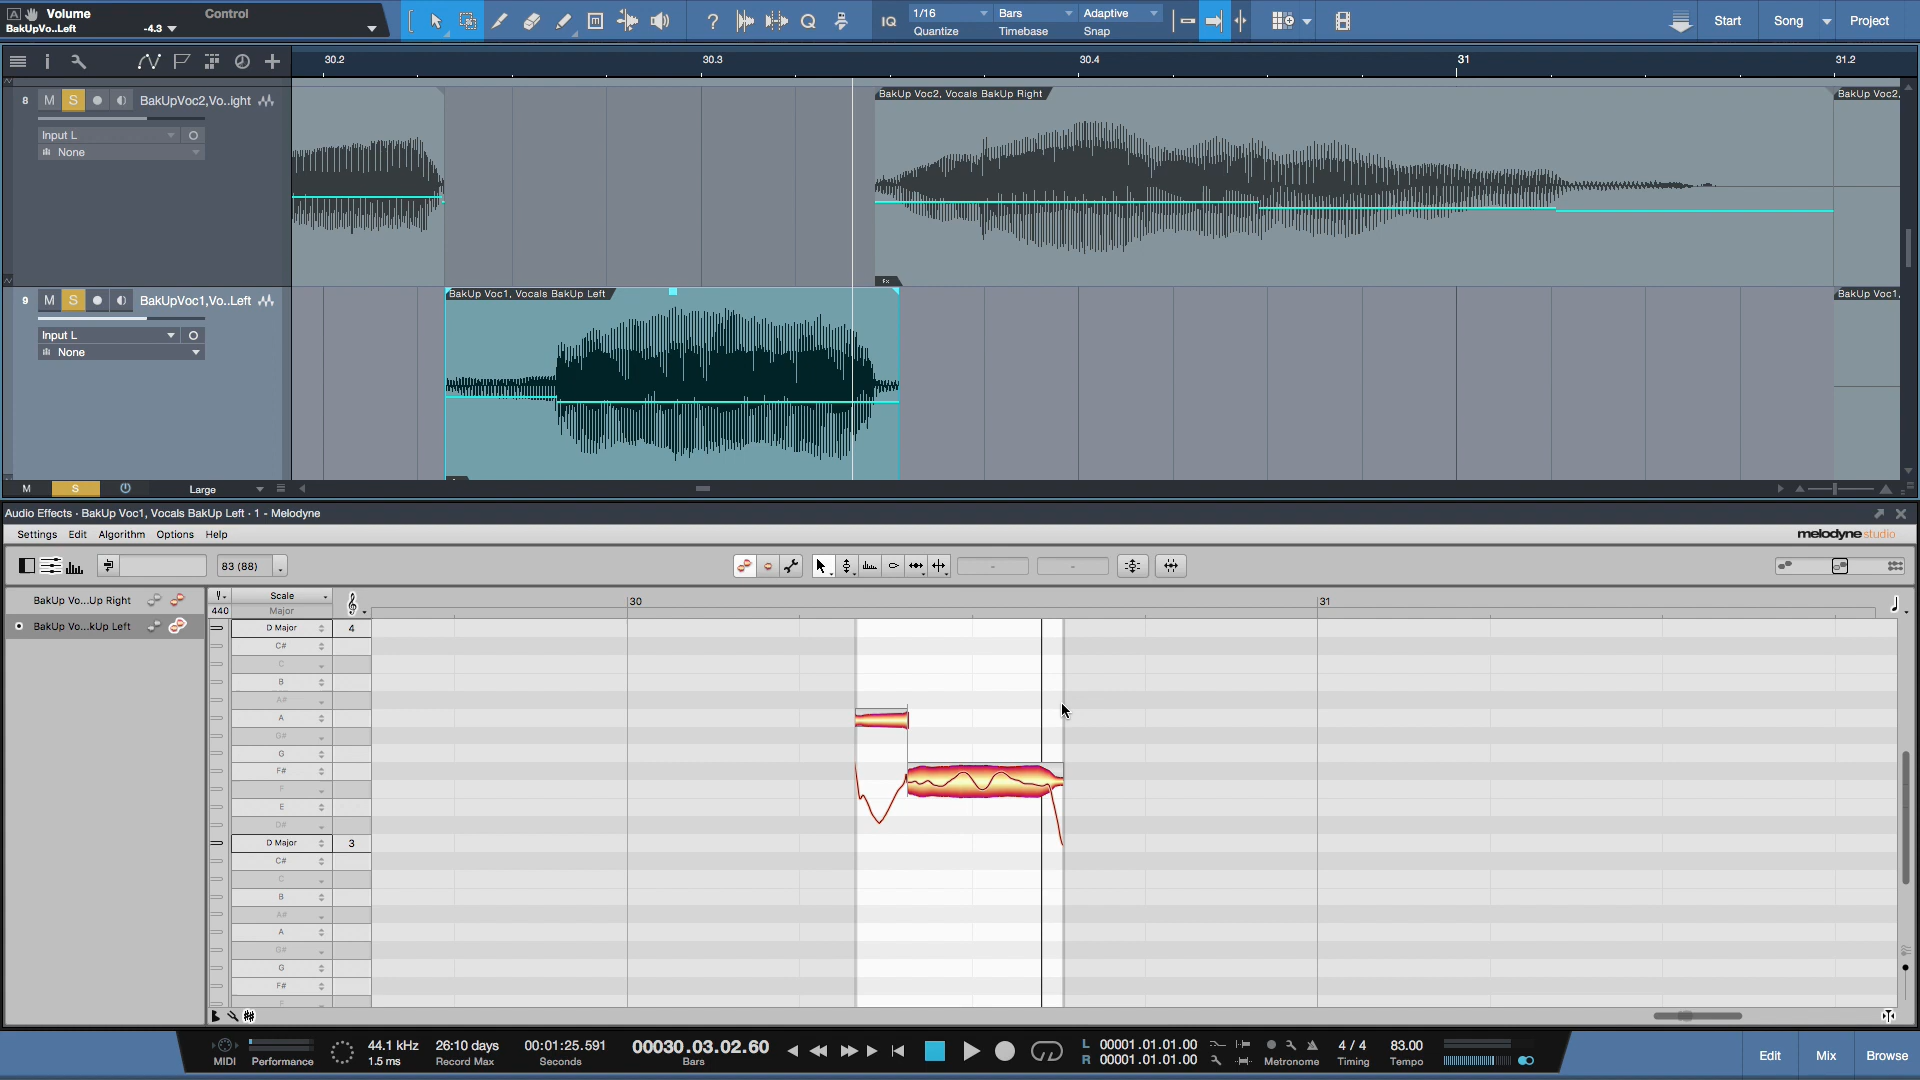 A Volume Control
BakUpVo..Left -4.3
IQ 1/16 Quantize Bars Timebase Adaptive Snap
Start Song Project
30.2 30.3 30.4 31 31.2
8 M S BakUpVoc2,Vo..ight
Input L
None
BakUp Voc2, Vocals BakUp Right
BakUp Voc2,
fx
9 M S BakUpVoc1,Vo..Left
Input L
None
BakUp Voc1, Vocals BakUp Left
BakUp Voc1,
M S Large
Audio Effects - BakUp Voc1, Vocals BakUp Left - 1 - Melodyne
Settings Edit Algorithm Options Help
melodyne studio
83 (88)
- -
BakUp Vo...Up Right
BakUp Vo...kUp Left
440
Scale
Major
30 31
D Major 4
C#
C
B
A#
A
G#
G
F#
F
E
D#
D Major 3
C#
C
B
A#
A
G#
G
F#
F
MIDI Performance
44.1 kHz
1.5 ms
26:10 days
Record Max
00:01:25.591
Seconds
00030.03.02.60
Bars
L 00001.01.01.00
R 00001.01.01.00
Metronome
4 / 4
Timing
83.00
Tempo
Edit Mix Browse